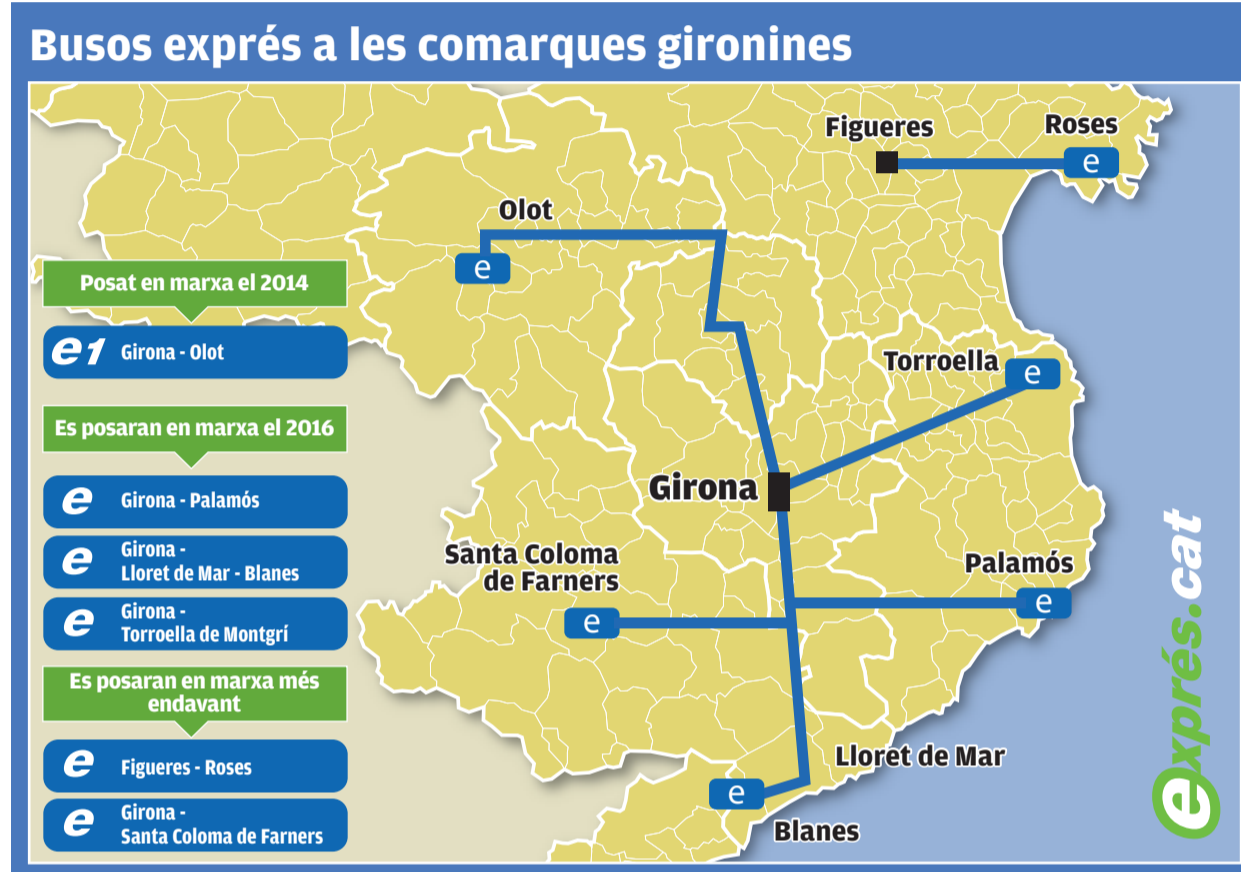 Busos exprés a les comarques gironines
Figueres
Roses
e
Olot
e
Posat en marxa el 2014
e1 Girona - Olot
Torroella
e
Es posaran en marxa el 2016
e Girona - Palamós
e Girona -
Lloret de Mar - Blanes
e Girona -
Torroella de Montgrí
Girona
Santa Coloma
de Farners
e
Palamós
e
Es posaran en marxa més
endavant
e Figueres - Roses
e Girona -
Santa Coloma de Farners
Lloret de Mar
e
Blanes
exprés.cat